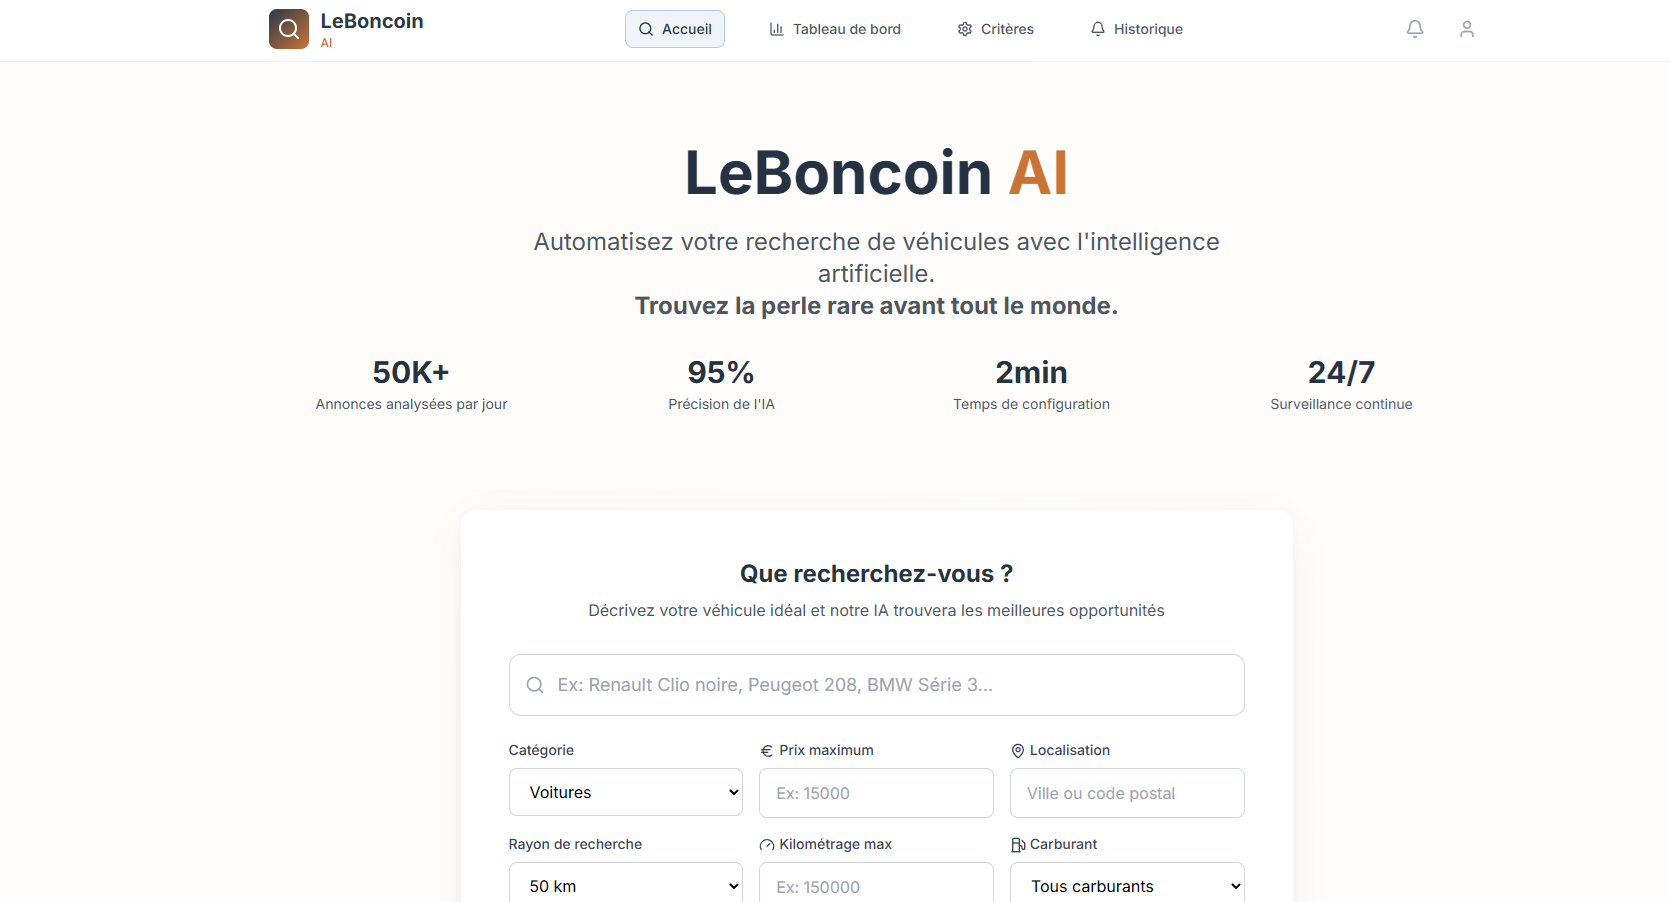 LeBoncoin
AI
Accueil
Tableau de bord
Critères
Historique
LeBoncoin AI
Automatisez votre recherche de véhicules avec l'intelligence
artificielle.
Trouvez la perle rare avant tout le monde.
50K+
Annonces analysées par jour
95%
Précision de l'IA
2min
Temps de configuration
24/7
Surveillance continue
Que recherchez-vous ?
Décrivez votre véhicule idéal et notre IA trouvera les meilleures opportunités
Ex: Renault Clio noire, Peugeot 208, BMW Série 3...
Catégorie
Voitures
Prix maximum
Ex: 15000
Localisation
Ville ou code postal
Rayon de recherche
50 km
Kilométrage max
Ex: 150000
Carburant
Tous carburants